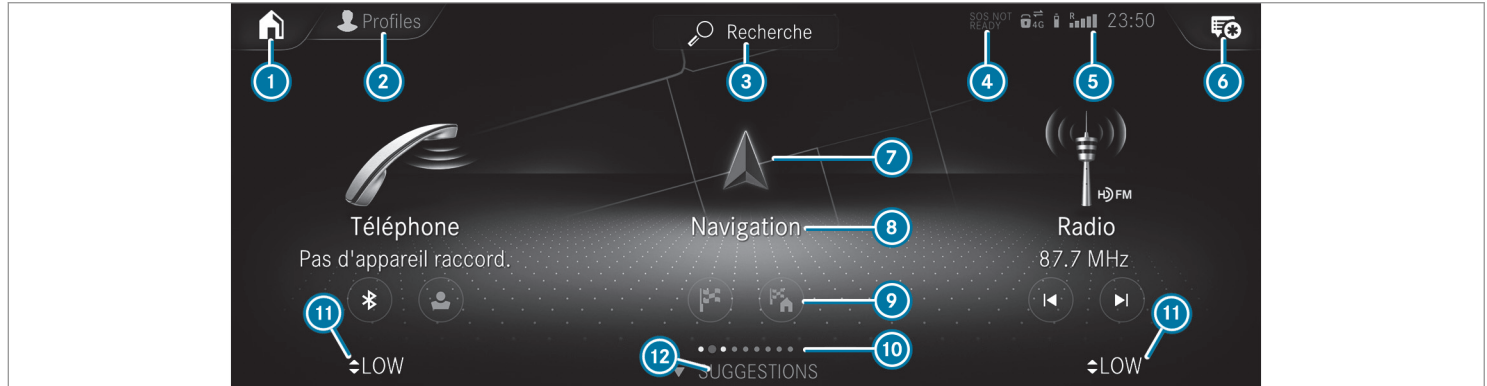 Profiles
Recherche
SOS NOT
READY
4G
R
23:50
1
2
3
4
5
6
7
HD FM
Téléphone
Navigation
8
Radio
Pas d'appareil raccord.
87.7 MHz
9
11
11
10
12
LOW
SUGGESTIONS
LOW